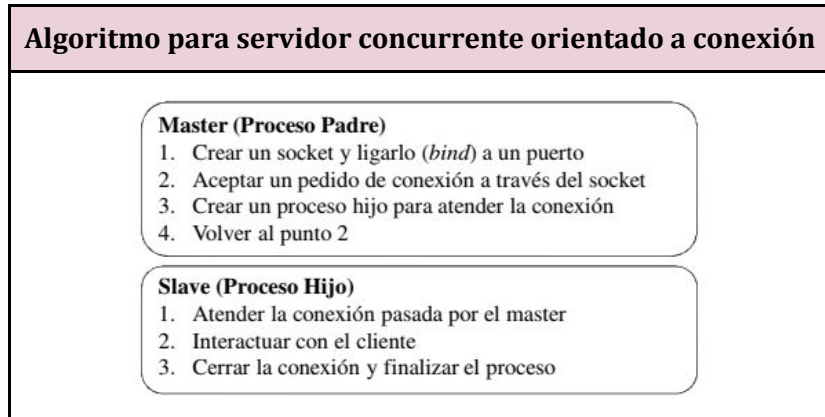 Algoritmo para servidor concurrente orientado a conexión
Master (Proceso Padre)
1. Crear un socket y ligarlo (bind) a un puerto
2. Aceptar un pedido de conexión a través del socket
3. Crear un proceso hijo para atender la conexión
4. Volver al punto 2
Slave (Proceso Hijo)
1. Atender la conexión pasada por el master
2. Interactuar con el cliente
3. Cerrar la conexión y finalizar el proceso